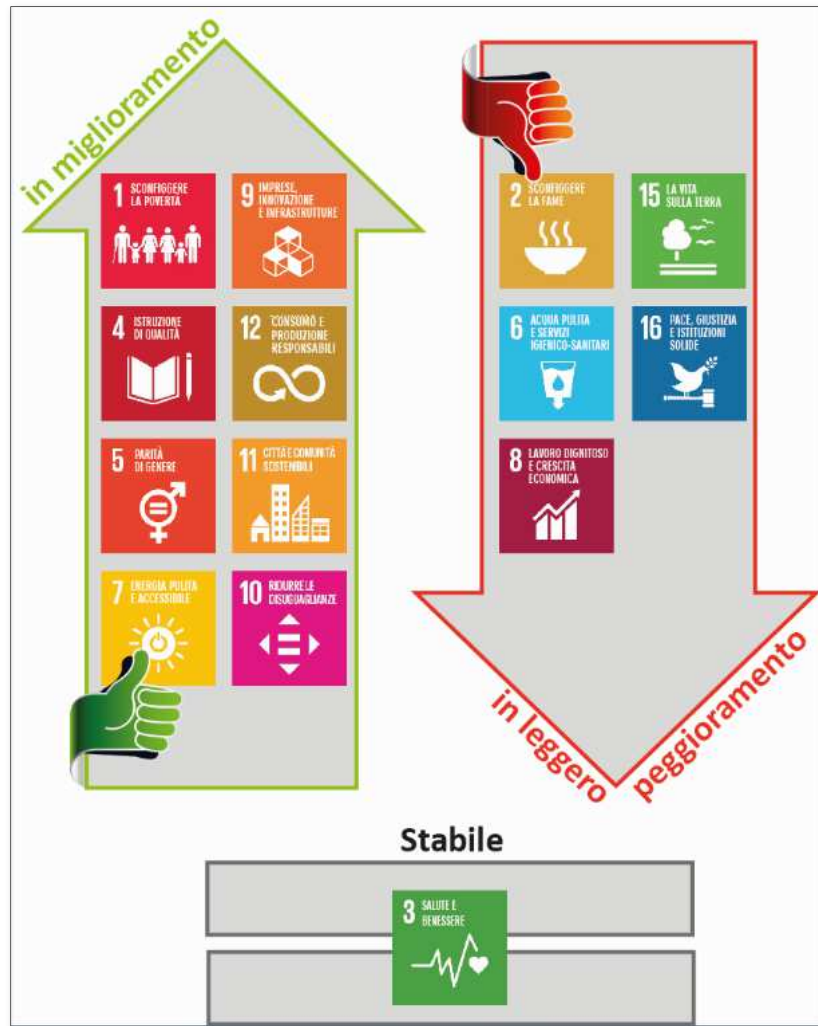 in miglioramento
1 SCONFIGGERE
LA POVERTÀ
9 IMPRESE,
INNOVAZIONE
E INFRASTRUTTURE
4 ISTRUZIONE
DI QUALITÀ
12 CONSUMO E
PRODUZIONE
RESPONSABILI
5 PARITÀ
DI GENERE
11 CITTÀ E COMUNITÀ
SOSTENIBILI
7 ENERGIA PULITA
E ACCESSIBILE
10 RIDURRE LE
DISUGUAGLIANZE
2 SCONFIGGERE
LA FAME
15 LA VITA
SULLA TERRA
6 ACQUA PULITA
E SERVIZI
IGIENICO-SANITARI
16 PACE, GIUSTIZIA
E ISTITUZIONI
SOLIDE
8 LAVORO DIGNITOSO
E CRESCITA
ECONOMICA
in leggero
peggioramento
Stabile
3 SALUTE E
BENESSERE